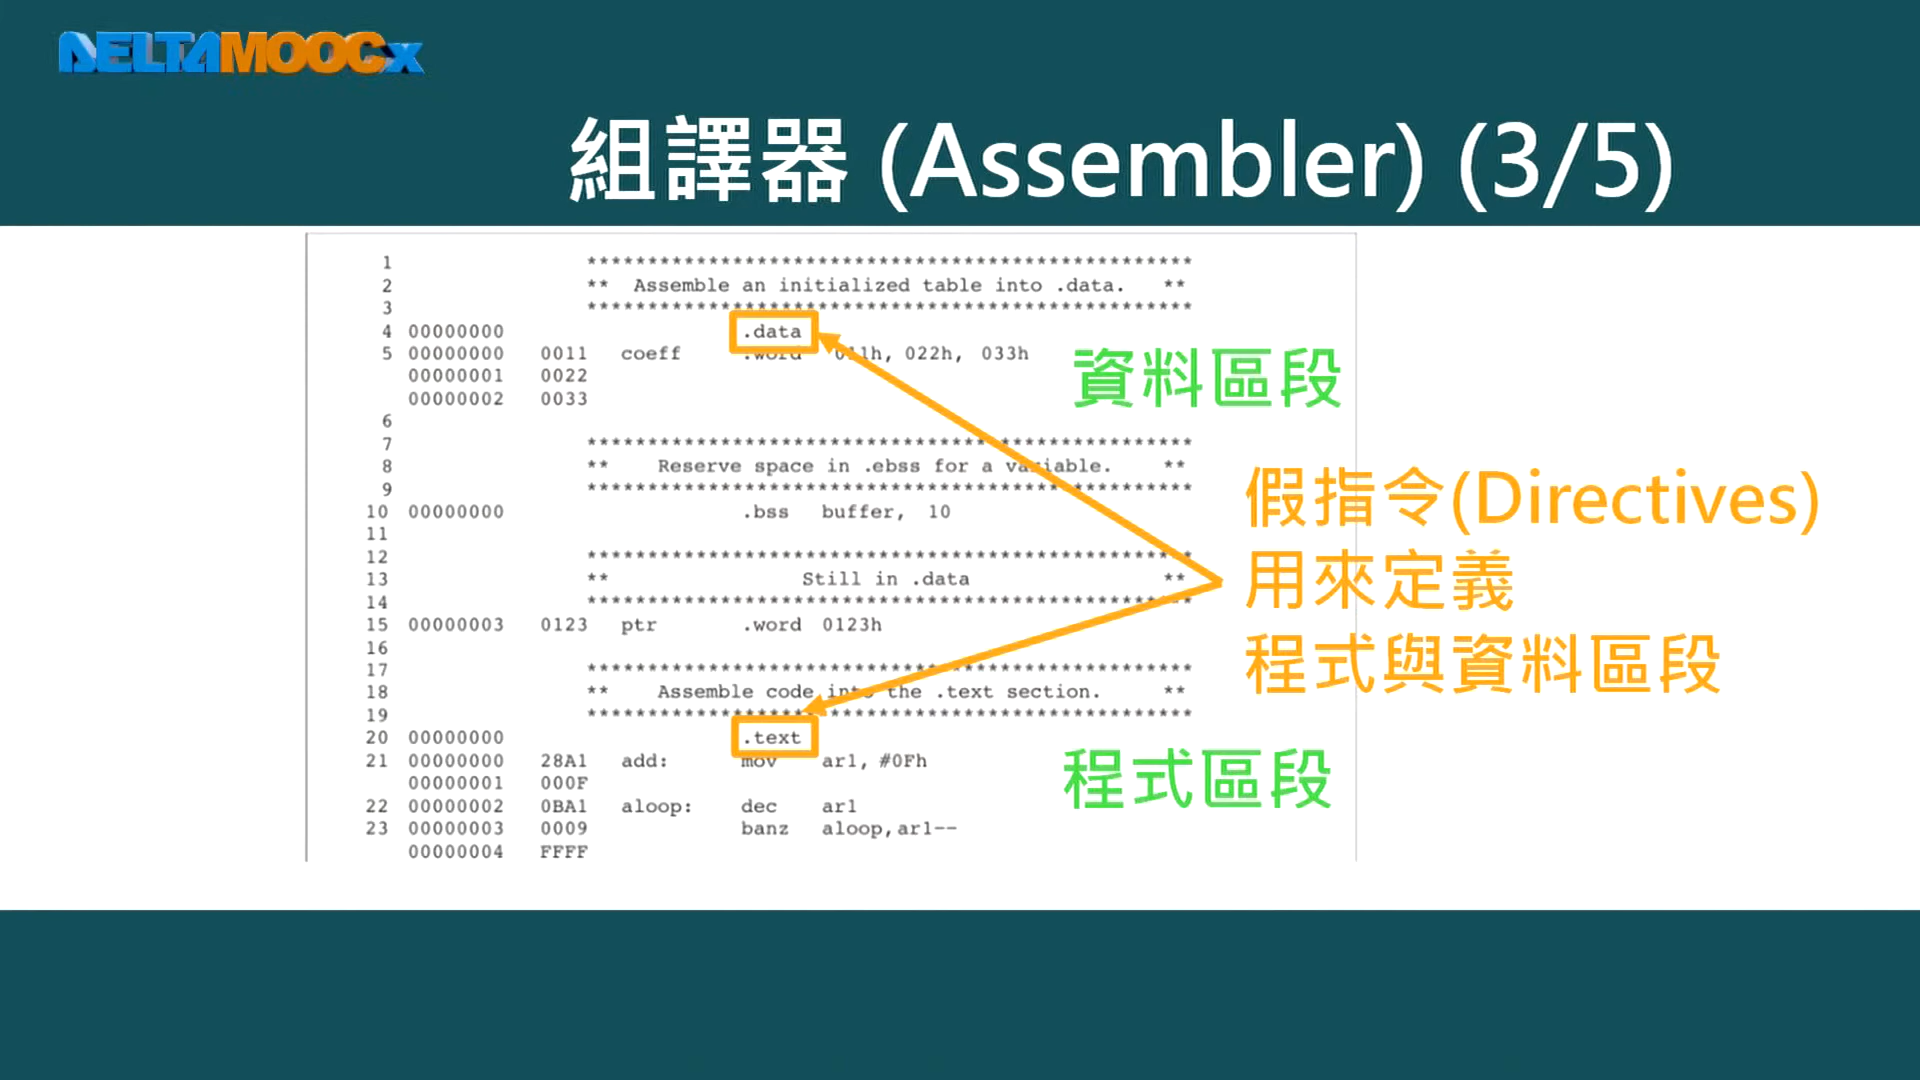 DELTAMOOCx
組譯器 (Assembler) (3/5)
1 **************************************************
2 ** Assemble an initialized table into .data. **
3 **************************************************
4 00000000 .data
5 00000000 0011 coeff .word 011h, 022h, 033h
00000001 0022
00000002 0033
資料區段
6
7 **************************************************
8 ** Reserve space in .ebss for a variable. **
9 **************************************************
10 00000000 .bss buffer, 10
11
12 **************************************************
13 ** Still in .data **
14 **************************************************
15 00000003 0123 ptr .word 0123h
16
17 **************************************************
18 ** Assemble code into the .text section. **
19 **************************************************
20 00000000 .text
21 00000000 28A1 add: mov ar1, #0Fh
00000001 000F
22 00000002 0BA1 aloop: dec ar1
23 00000003 0009 banz aloop,ar1--
00000004 FFFF
程式區段
假指令(Directives)
用來定義
程式與資料區段